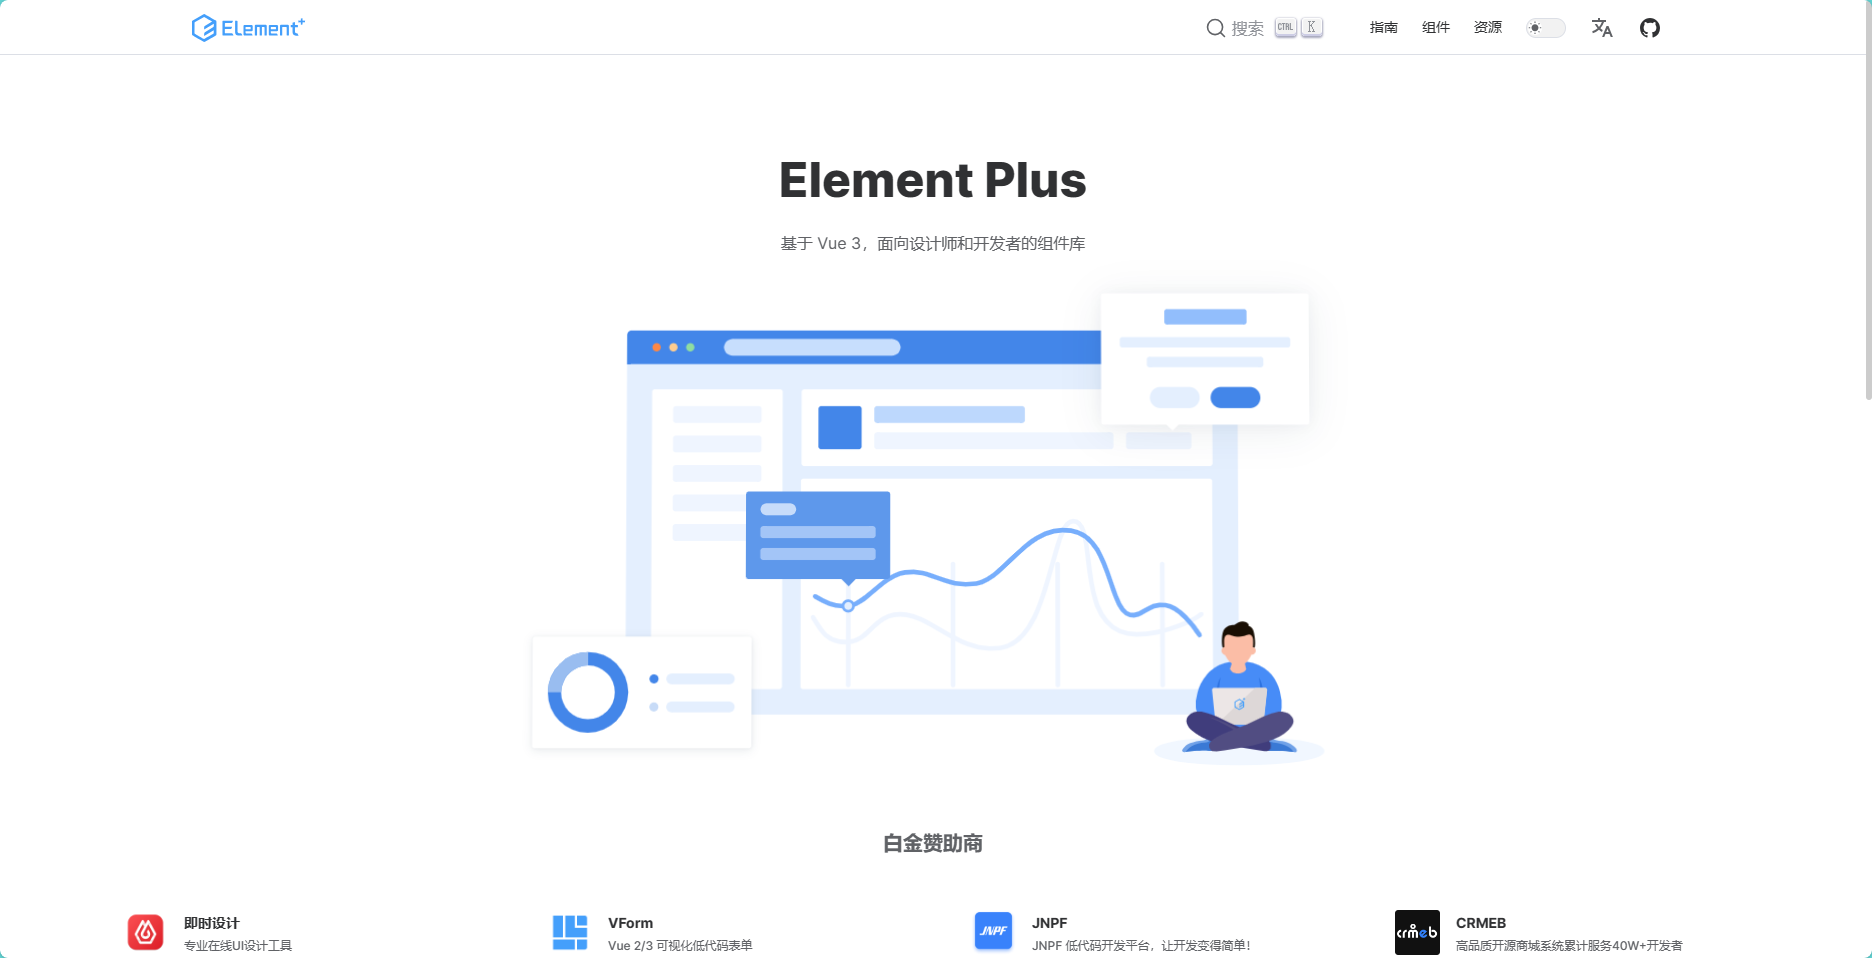 Element+
搜索 CTRL K 指南 组件 资源
Element Plus
基于 Vue 3，面向设计师和开发者的组件库
白金赞助商
即时设计
专业在线UI设计工具
VForm
Vue 2/3 可视化低代码表单
JNPF
JNPF
JNPF 低代码开发平台，让开发变得简单！
crmeb
CRMEB
高品质开源商城系统累计服务40W+开发者